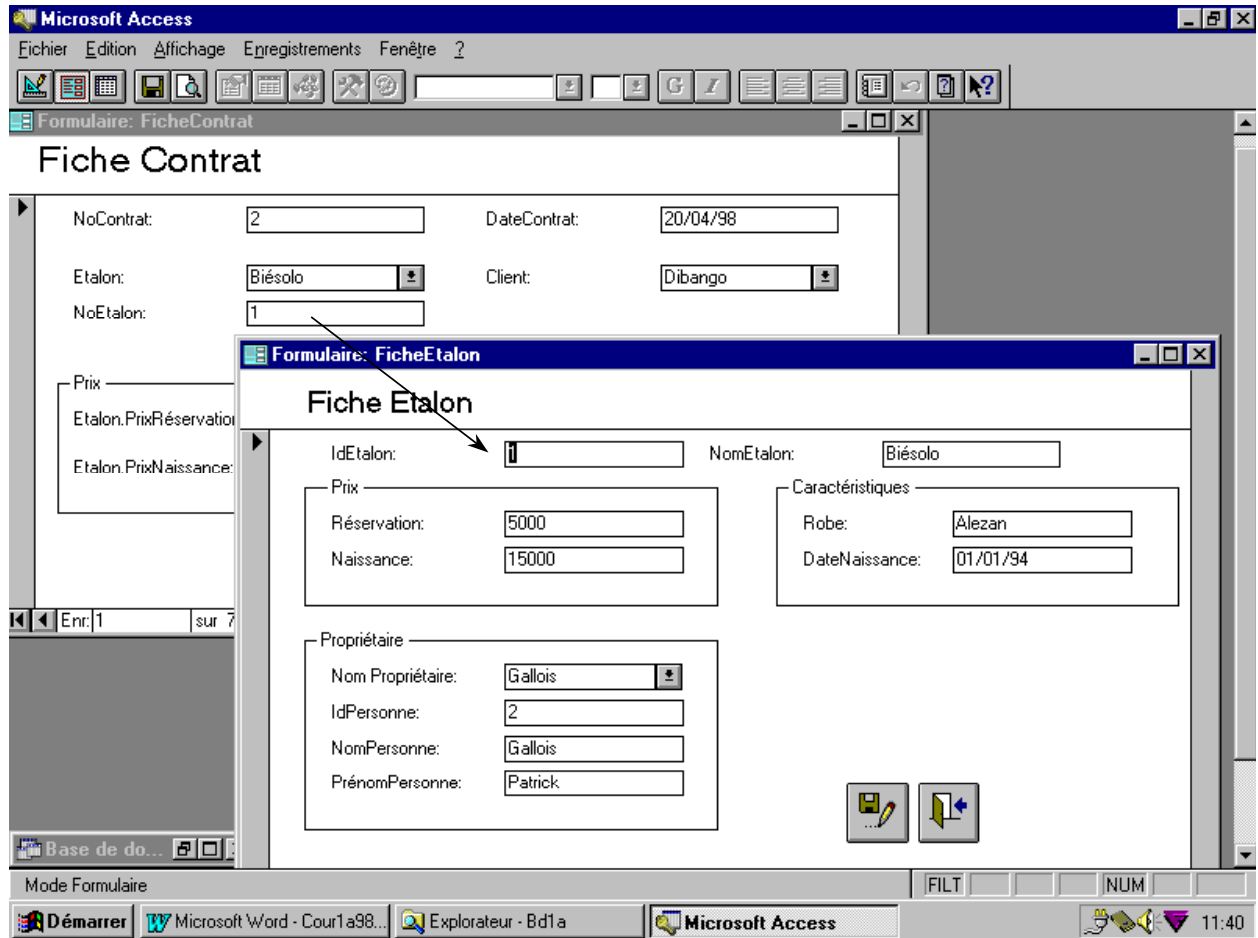 Microsoft Access
Fichier Edition Affichage Enregistrements Fenêtre ?
G I
Formulaire: FicheContrat
Fiche Contrat
NoContrat: 2 DateContrat: 20/04/98
Etalon: Biésolo Client: Dibango
NoEtalon: 1
Formulaire: FicheEtalon
Prix
Fiche Etalon
Etalon.PrixRéservation
IdEtalon: 1 NomEtalon: Biésolo
Etalon.PrixNaissance:
Prix Caractéristiques
Réservation: 5000 Robe: Alezan
Naissance: 15000 DateNaissance: 01/01/94
Enr: 1 sur 7
Propriétaire
Nom Propriétaire: Gallois
IdPersonne: 2
NomPersonne: Gallois
PrénomPersonne: Patrick
Base de do...
Mode Formulaire FILT NUM
Démarrer Microsoft Word - Cour1a98... Explorateur - Bd1a Microsoft Access 11:40